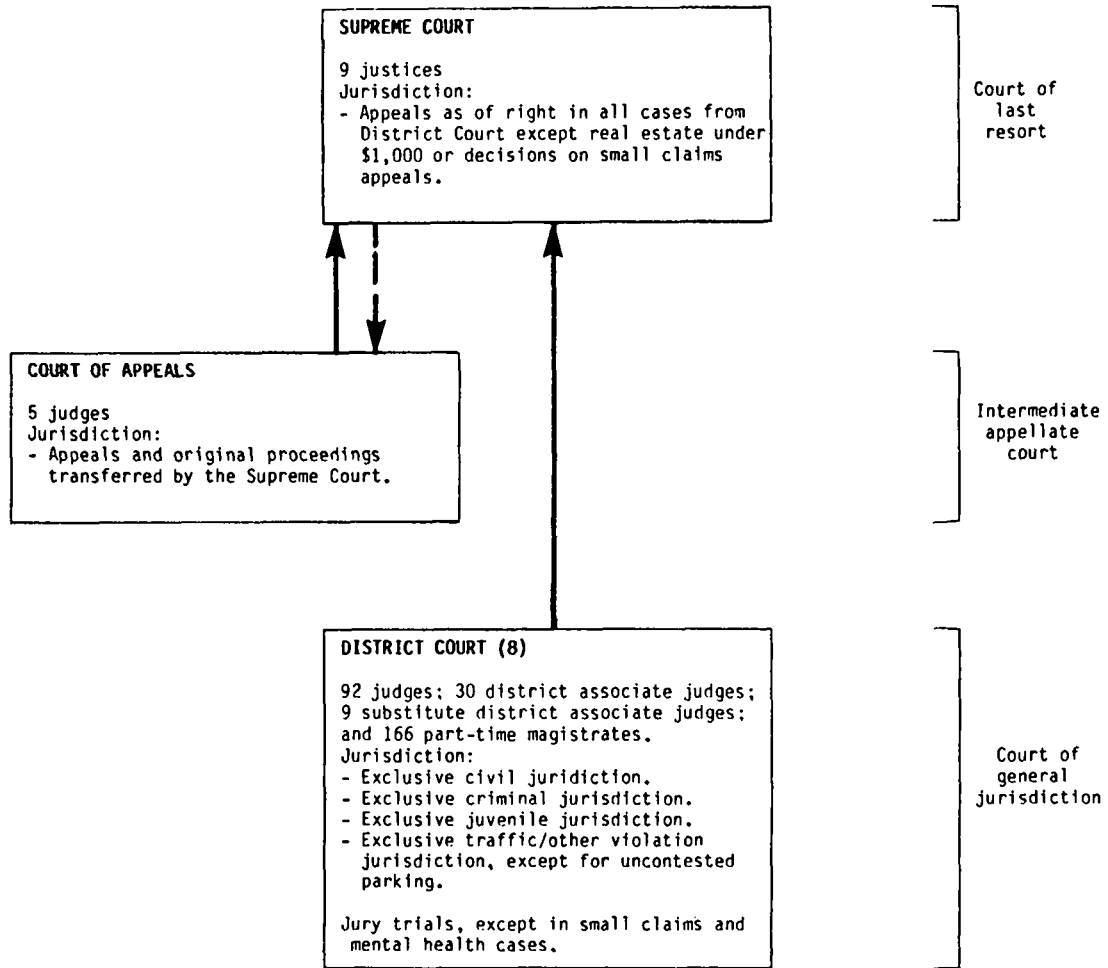 SUPREME COURT
9 justices
Jurisdiction:
- Appeals as of right in all cases from
District Court except real estate under
$1,000 or decisions on small claims
appeals.
Court of
last
resort
COURT OF APPEALS
5 judges
Jurisdiction:
- Appeals and original proceedings
transferred by the Supreme Court.
Intermediate
appellate
court
DISTRICT COURT (8)
92 judges; 30 district associate judges;
9 substitute district associate judges;
and 166 part-time magistrates.
Jurisdiction:
- Exclusive civil juridiction.
- Exclusive criminal jurisdiction.
- Exclusive juvenile jurisdiction.
- Exclusive traffic/other violation
jurisdiction, except for uncontested
parking.
Jury trials, except in small claims and
mental health cases.
Court of
general
jurisdiction